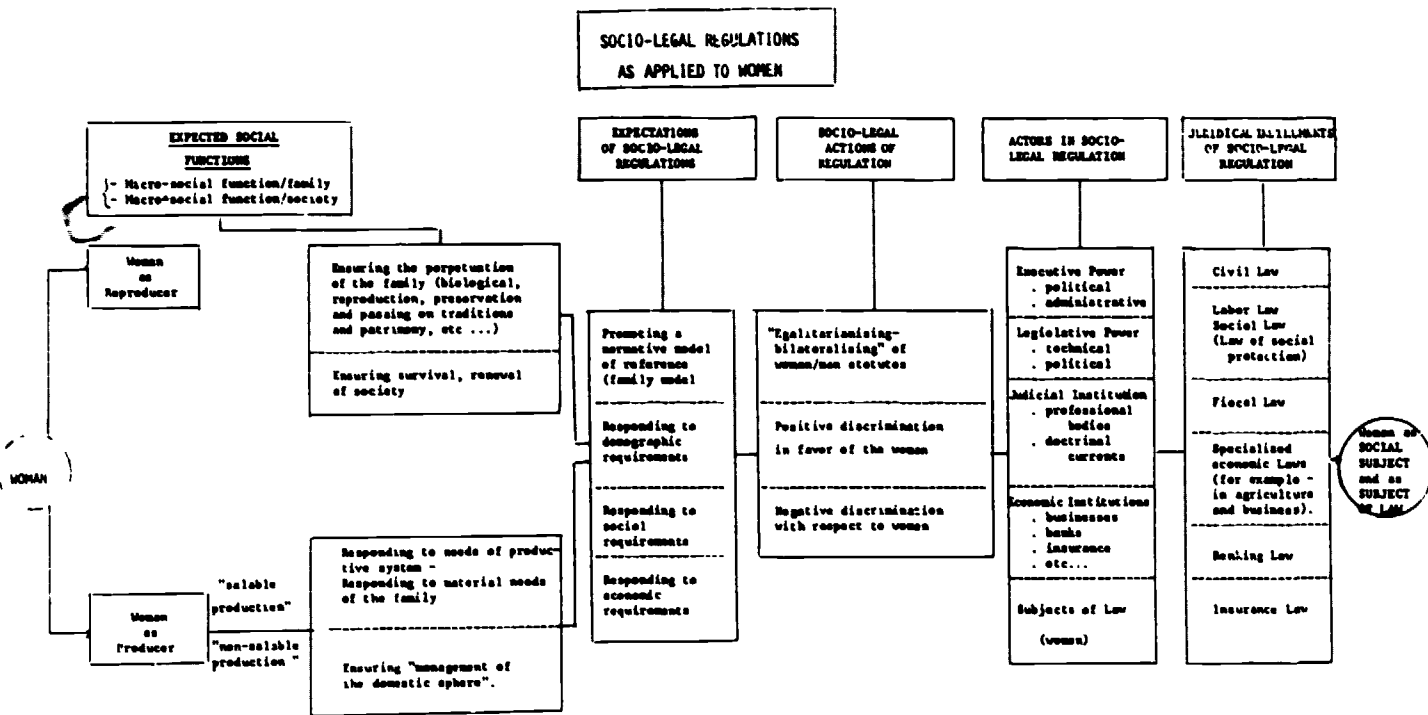 SOCIO-LEGAL REGULATIONS
AS APPLIED TO WOMEN
EXPECTED SOCIAL
FUNCTIONS
- Micro-social function/family
- Macro-social function/society
EXPECTATIONS
OF SOCIO-LEGAL
REGULATIONS
SOCIO-LEGAL
ACTIONS OF
REGULATION
ACTORS IN SOCIO-
LEGAL REGULATION
JURIDICAL INSTRUMENTS
OF SOCIO-LEGAL
REGULATION
WOMAN
Woman
as
Reproducer
Woman
as
Producer
"salable
production"
"non-salable
production "
Ensuring the perpetuation
of the family (biological,
reproduction, preservation
and passing on traditions
and patrimony, etc ...)
Ensuring survival, renewal
of society
Responding to needs of produc-
tive system -
Responding to material needs
of the family
Ensuring "management of
the domestic sphere".
Promoting a
normative model
of reference
(family model
Responding to
demographic
requirements
Responding to
social
requirements
Responding to
economic
requirements
"Egalitarianising-
bilateralising" of
woman/man statutes
Positive discrimination
in favor of the women
Negative discrimination
with respect to women
Executive Power
. political
. administrative
Legislative Power
. technical
. political
Judicial Institution
. professional
bodies
. doctrinal
currents
Economic Institutions
. businesses
. banks
. insurance
. etc...
Subjects of Law
(women)
Civil Law
Labor Law
Social Law
(Law of social
protection)
Fiscal Law
Specialised
economic Laws
(for example -
in agriculture
and business).
Banking Law
Insurance Law
Women as
SOCIAL
SUBJECT
and as
SUBJECT
OF LAW